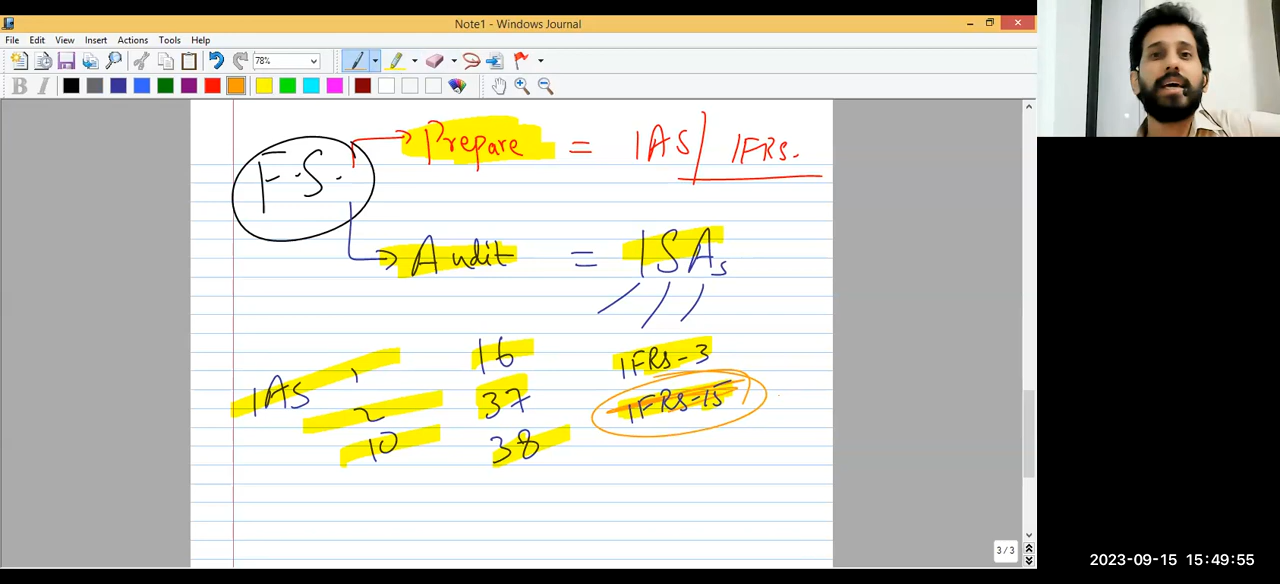 Note1 - Windows Journal
File Edit View Insert Actions Tools Help
78%
B I
F.S.
Prepare = IAS / IFRS.
Audit = ISAs
IAS 1 16 IFRS-3
2 37 IFRS-15
10 38
3 / 3
2023-09-15 15:49:55